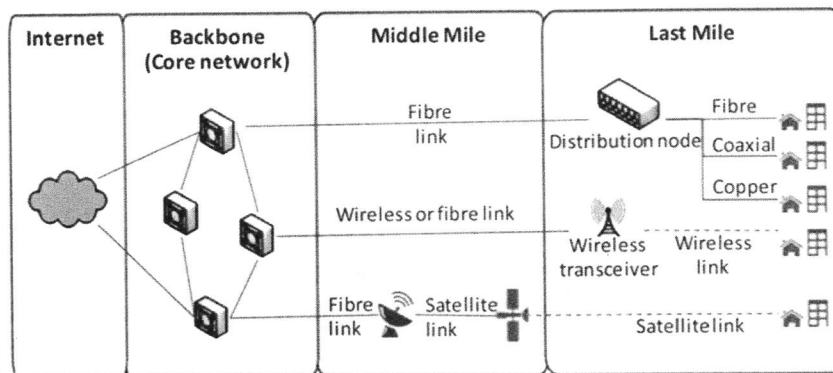 Internet
Backbone
(Core network)
Middle Mile
Last Mile
Fibre
link
Distribution node
Fibre
Coaxial
Copper
Wireless or fibre link
Wireless
transceiver
Wireless
link
Fibre
link
Satellite
link
Satellite link